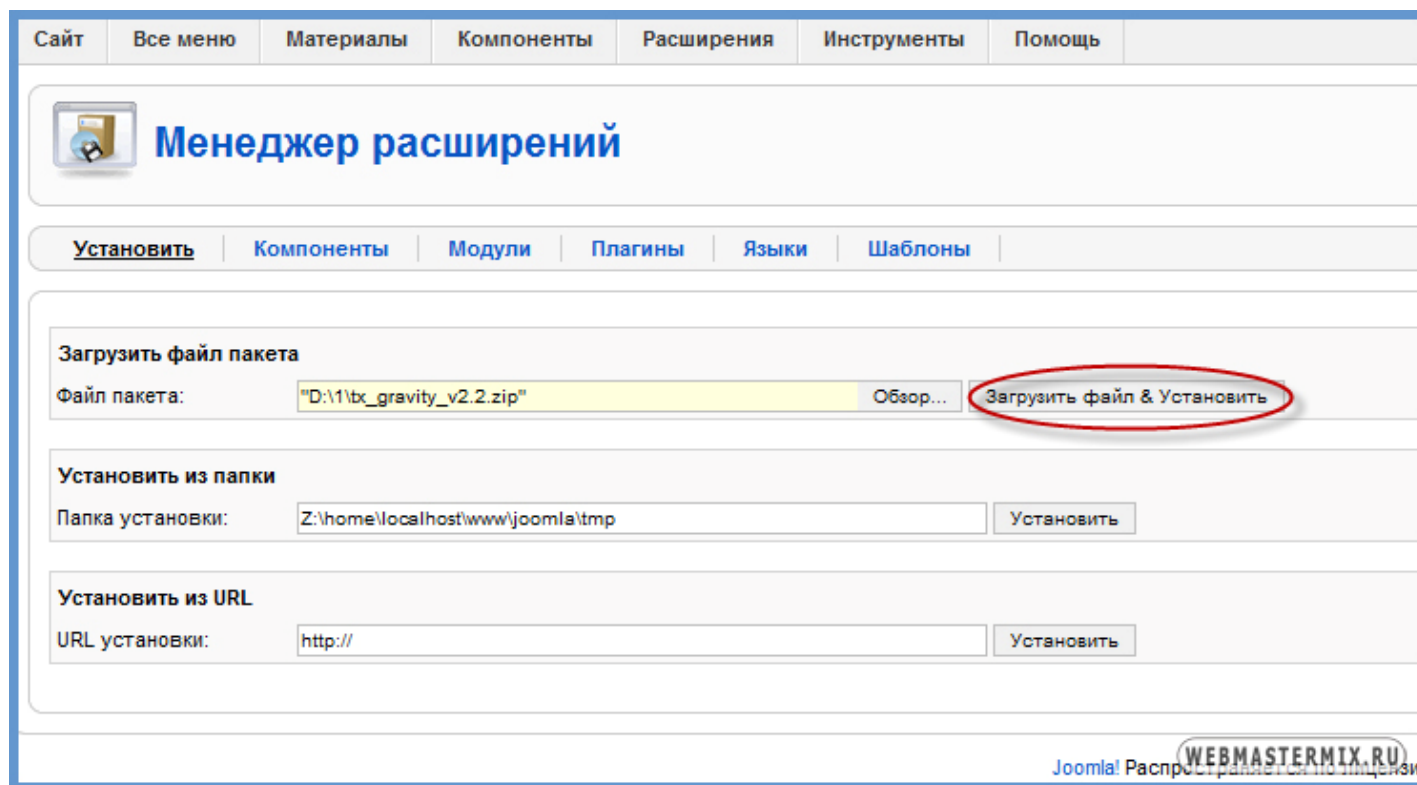 Сайт Все меню Материалы Компоненты Расширения Инструменты Помощь
Менеджер расширений
Установить Компоненты Модули Плагины Языки Шаблоны
Загрузить файл пакета
Файл пакета: "D:\1\tx_gravity_v2.2.zip" Обзор... Загрузить файл & Установить
Установить из папки
Папка установки: Z:\home\localhost\www\joomla\tmp Установить
Установить из URL
URL установки: http:// Установить
WEBMASTERMIX.RU
Joomla!